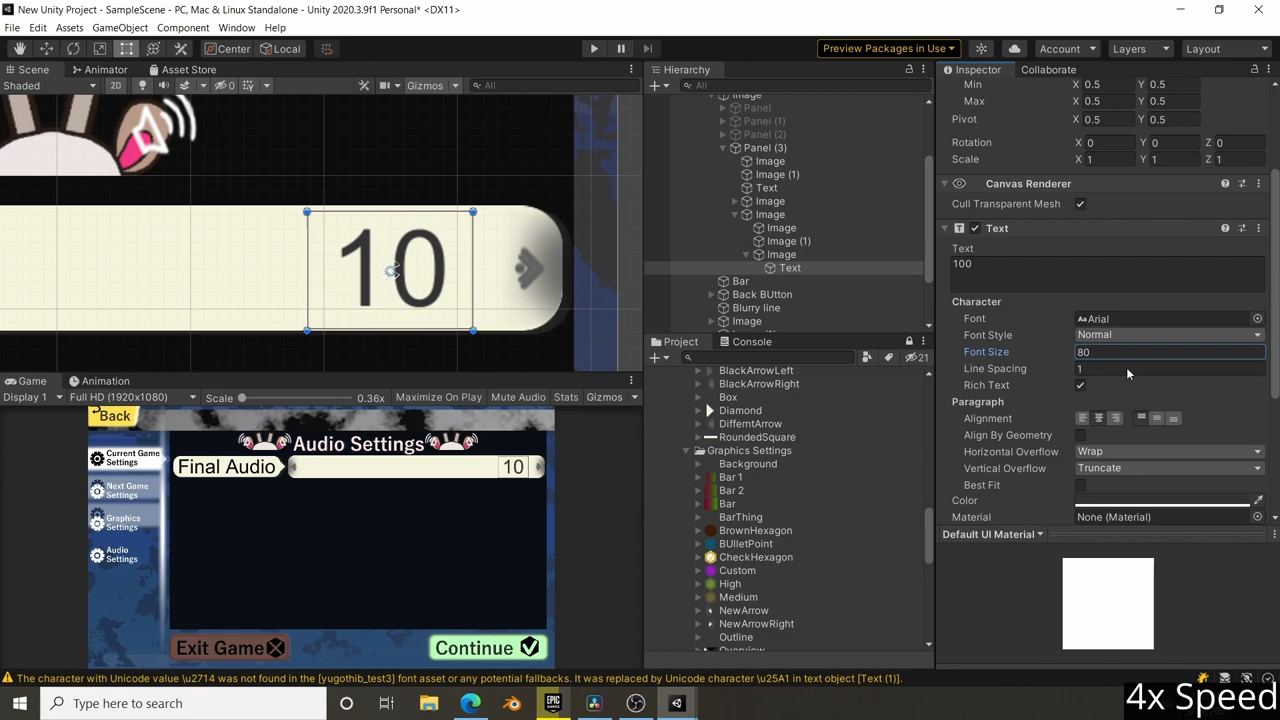 New Unity Project - SampleScene - PC, Mac & Linux Standalone - Unity 2020.3.9f1 Personal* <DX11>
File Edit Assets GameObject Component Window Help
Center Local Preview Packages in Use Account Layers Layout
Scene Animator Asset Store
Shaded 2D 0 Gizmos All
10
Hierarchy
All
Image
Panel
Panel (1)
Panel (2)
Panel (3)
Image
Image (1)
Text
Image
Image
Image
Image (1)
Image
Text
Bar
Back BUtton
Blurry line
Image
Project Console
21
BlackArrowLeft
BlackArrowRight
Box
Diamond
DifferntArrow
RoundedSquare
Graphics Settings
Background
Bar 1
Bar 2
Bar
BarThing
BrownHexagon
BUlletPoint
CheckHexagon
Custom
High
Medium
NewArrow
NewArrowRight
Outline
Inspector Collaborate
Min X 0.5 Y 0.5
Max X 0.5 Y 0.5
Pivot X 0.5 Y 0.5
Rotation X 0 Y 0 Z 0
Scale X 1 Y 1 Z 1
Canvas Renderer
Cull Transparent Mesh
Text
Text
100
Character
Font Arial
Font Style Normal
Font Size 80
Line Spacing 1
Rich Text
Paragraph
Alignment
Align By Geometry
Horizontal Overflow Wrap
Vertical Overflow Truncate
Best Fit
Color
Material None (Material)
Default UI Material
Game Animation
Display 1 Full HD (1920x1080) Scale 0.36x Maximize On Play Mute Audio Stats Gizmos
Back
Audio Settings
Current Game Settings
Final Audio 10
Next Game Settings
Graphics Settings
Audio Settings
Exit Game Continue
The character with Unicode value \u2714 was not found in the [yugothib_test3] font asset or any potential fallbacks. It was replaced by Unicode character \u25A1 in text object [Text (1)].
Type here to search
EPIC GAMES
4x Speed